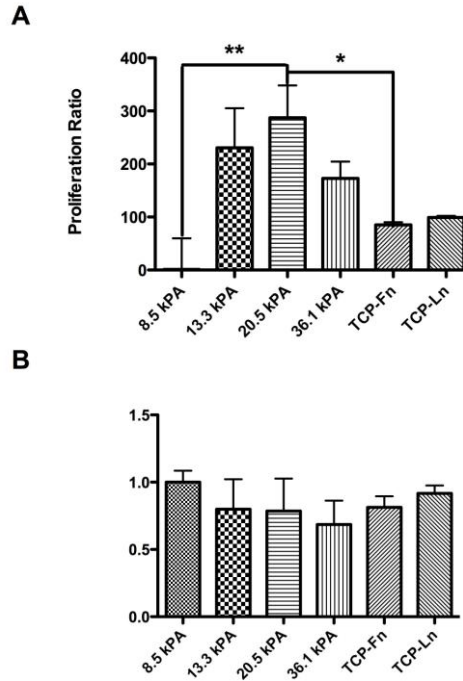 A
** *
400
300
200
100
0
Proliferation Ratio
8.5 kPA
13.3 kPA
20.5 kPA
36.1 kPA
TCP-Fn
TCP-Ln
B
1.5
1.0
0.5
0.0
8.5 kPA
13.3 kPA
20.5 kPA
36.1 kPA
TCP-Fn
TCP-Ln